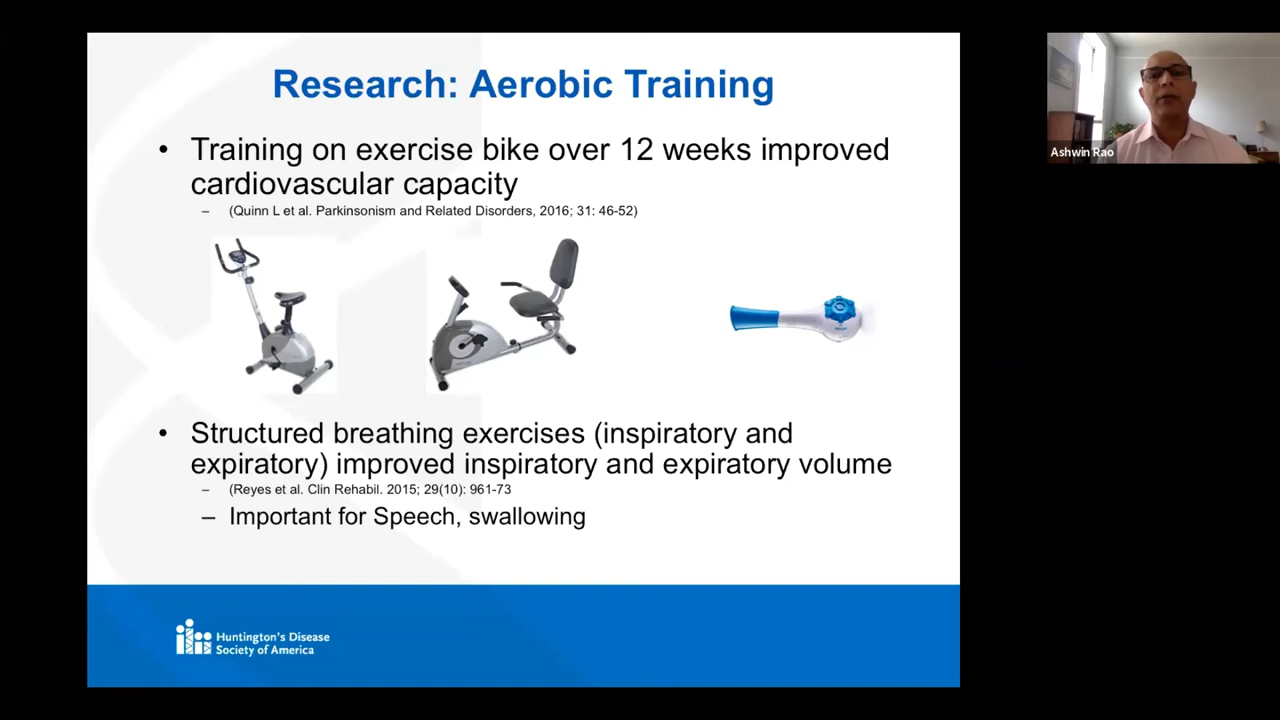 Research: Aerobic Training
• Training on exercise bike over 12 weeks improved
cardiovascular capacity
– (Quinn L et al. Parkinsonism and Related Disorders, 2016; 31: 46-52)
• Structured breathing exercises (inspiratory and
expiratory) improved inspiratory and expiratory volume
– (Reyes et al. Clin Rehabil. 2015; 29(10): 961-73
– Important for Speech, swallowing
Huntington's Disease
Society of America
Ashwin Rao